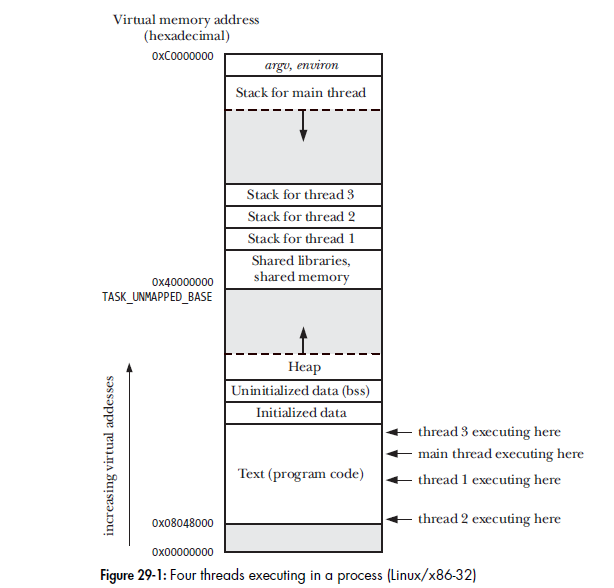 Virtual memory address
(hexadecimal)
0xC0000000
argv, environ
Stack for main thread
Stack for thread 3
Stack for thread 2
Stack for thread 1
Shared libraries,
shared memory
0x40000000
TASK_UNMAPPED_BASE
Heap
Uninitialized data (bss)
Initialized data
increasing virtual addesses
thread 3 executing here
main thread executing here
Text (program code)
thread 1 executing here
thread 2 executing here
0x08048000
0x00000000
Figure 29-1: Four threads executing in a process (Linux/x86-32)